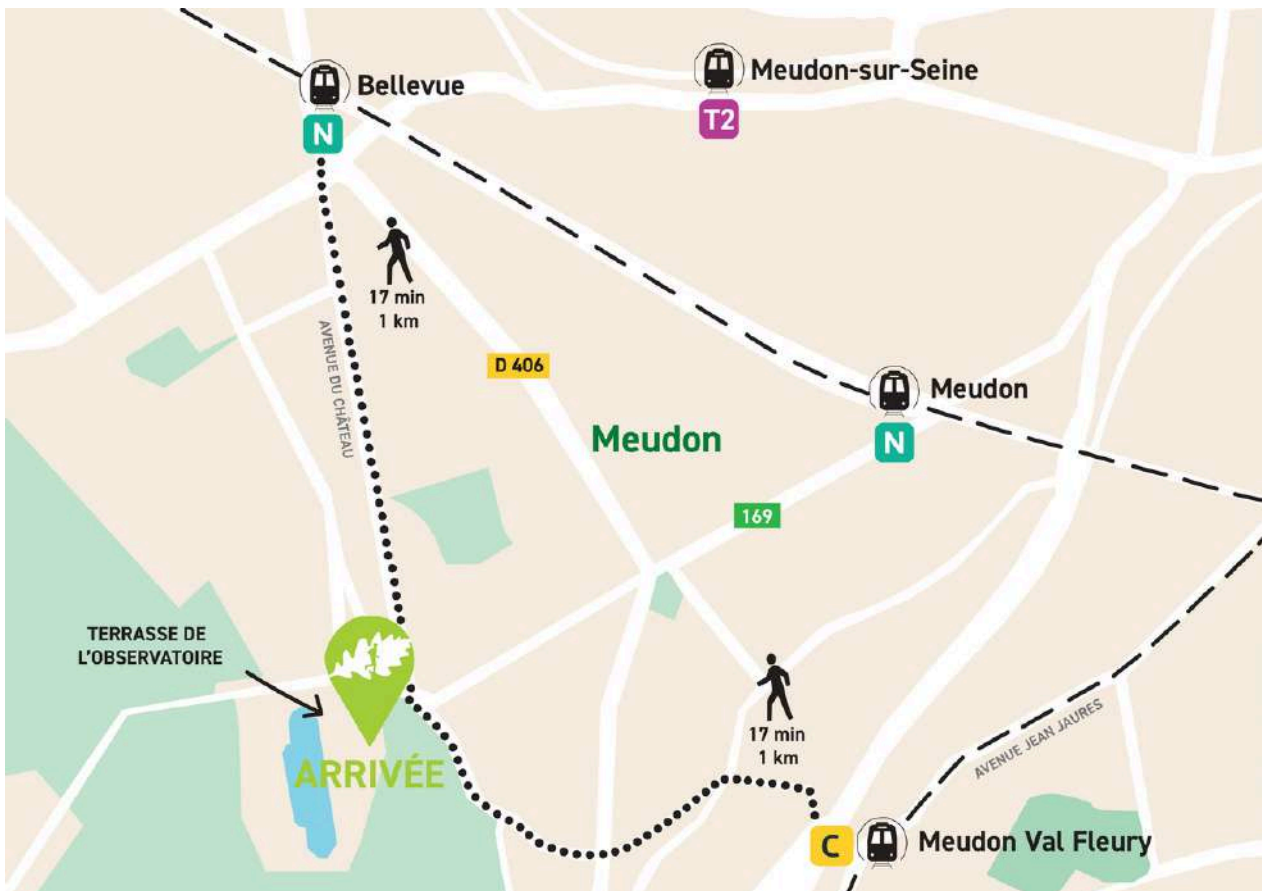 Bellevue
N
Meudon-sur-Seine
T2
17 min
1 km
AVENUE DU CHÂTEAU
D 406
Meudon
N
Meudon
169
TERRASSE DE
L'OBSERVATOIRE
ARRIVÉE
17 min
1 km
AVENUE JEAN JAURES
C
Meudon Val Fleury